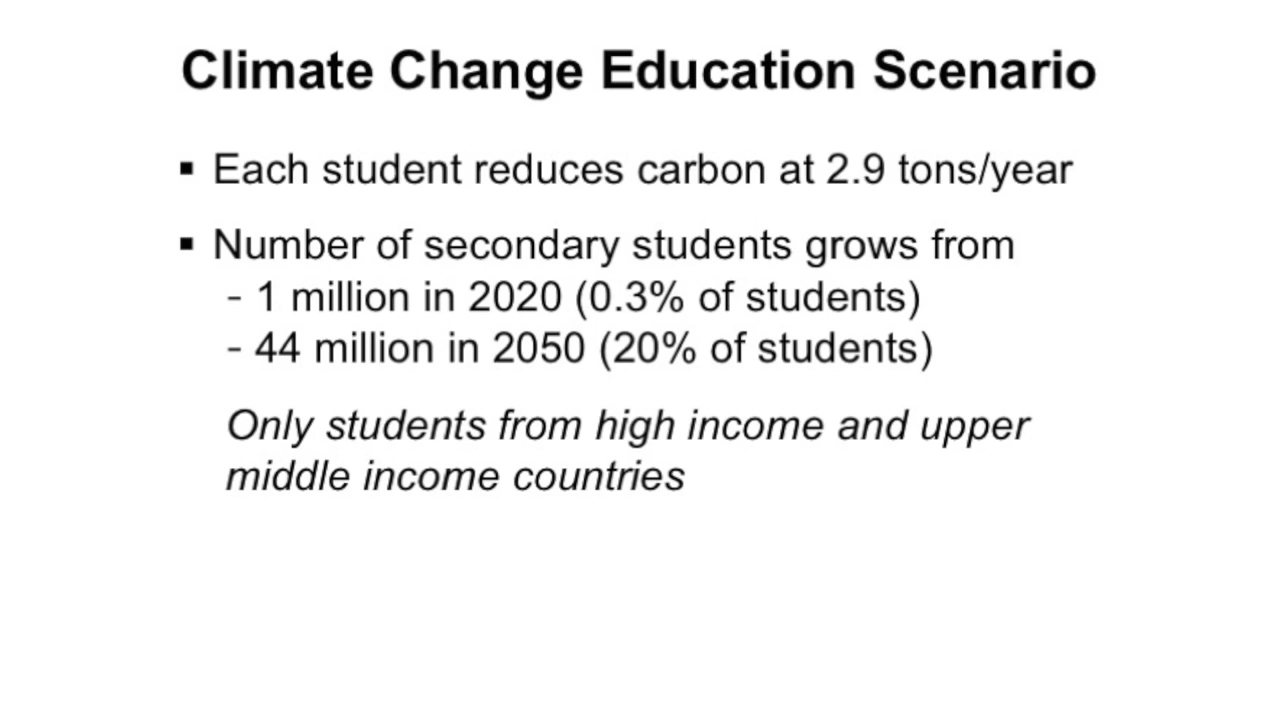 Climate Change Education Scenario
▪ Each student reduces carbon at 2.9 tons/year
▪ Number of secondary students grows from
- 1 million in 2020 (0.3% of students)
- 44 million in 2050 (20% of students)
Only students from high income and upper
middle income countries